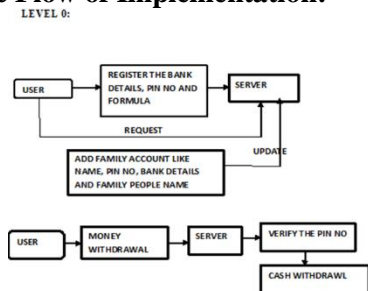 Flow of Implementation:
LEVEL 0:
USER
REGISTER THE BANK
DETAILS, PIN NO AND
FORMULA
SERVER
REQUEST
UPDATE
ADD FAMILY ACCOUNT LIKE
NAME, PIN NO, BANK DETAILS
AND FAMILY PEOPLE NAME
USER
MONEY
WITHDRAWAL
SERVER
VERIFY THE PIN NO
CASH WITHDRAWL